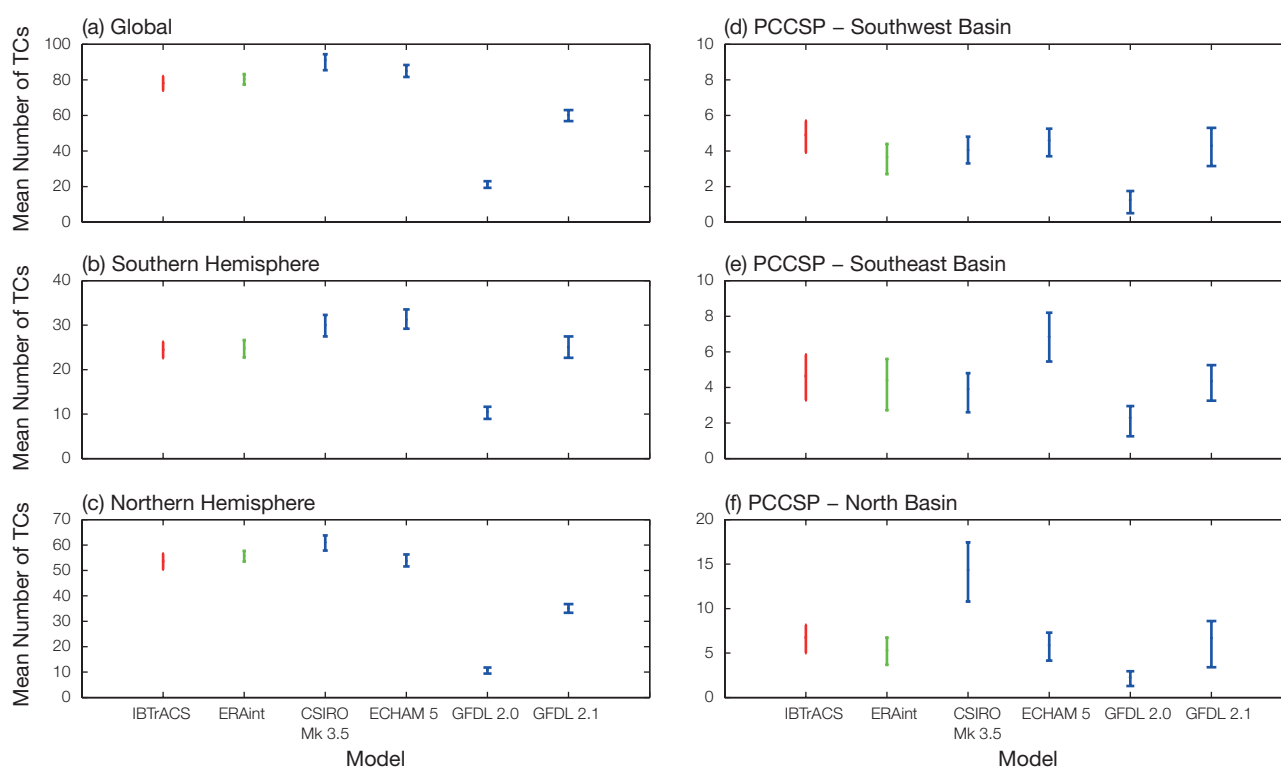 (a) Global
Mean Number of TCs
100
80
60
40
20
0
(b) Southern Hemisphere
Mean Number of TCs
40
30
20
10
0
(c) Northern Hemisphere
Mean Number of TCs
70
60
50
40
30
20
10
0
IBTrACS
ERAint
CSIRO
Mk 3.5
ECHAM 5
GFDL 2.0
GFDL 2.1
Model
(d) PCCSP – Southwest Basin
10
8
6
4
2
0
(e) PCCSP – Southeast Basin
10
8
6
4
2
0
(f) PCCSP – North Basin
20
15
10
5
0
IBTrACS
ERAint
CSIRO
Mk 3.5
ECHAM 5
GFDL 2.0
GFDL 2.1
Model